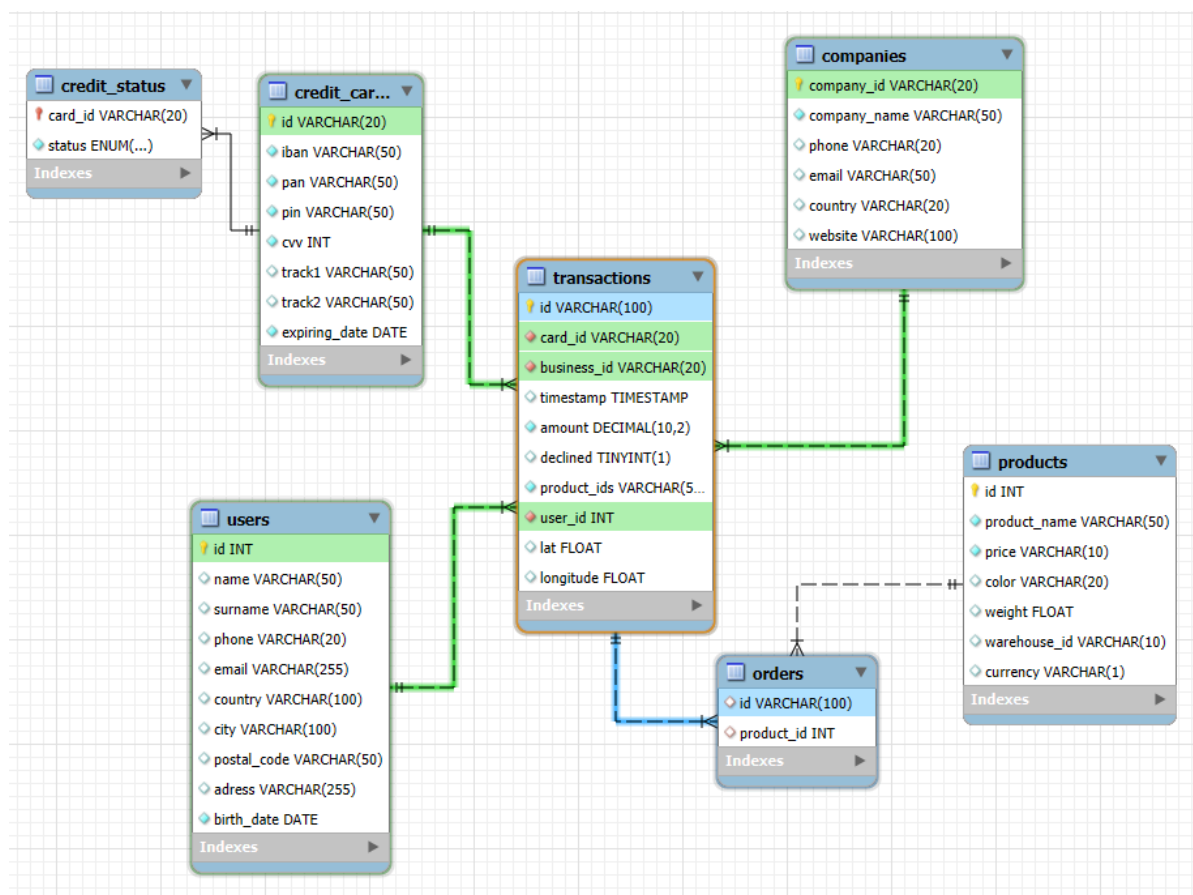 credit_status
card_id VARCHAR(20)
status ENUM(...)
Indexes
credit_car...
id VARCHAR(20)
iban VARCHAR(50)
pan VARCHAR(50)
pin VARCHAR(50)
cvv INT
track1 VARCHAR(50)
track2 VARCHAR(50)
expiring_date DATE
Indexes
companies
company_id VARCHAR(20)
company_name VARCHAR(50)
phone VARCHAR(20)
email VARCHAR(50)
country VARCHAR(20)
website VARCHAR(100)
Indexes
transactions
id VARCHAR(100)
card_id VARCHAR(20)
business_id VARCHAR(20)
timestamp TIMESTAMP
amount DECIMAL(10,2)
declined TINYINT(1)
product_ids VARCHAR(5...
user_id INT
lat FLOAT
longitude FLOAT
Indexes
products
id INT
product_name VARCHAR(50)
price VARCHAR(10)
color VARCHAR(20)
weight FLOAT
warehouse_id VARCHAR(10)
currency VARCHAR(1)
Indexes
users
id INT
name VARCHAR(50)
surname VARCHAR(50)
phone VARCHAR(20)
email VARCHAR(255)
country VARCHAR(100)
city VARCHAR(100)
postal_code VARCHAR(50)
adress VARCHAR(255)
birth_date DATE
Indexes
orders
id VARCHAR(100)
product_id INT
Indexes